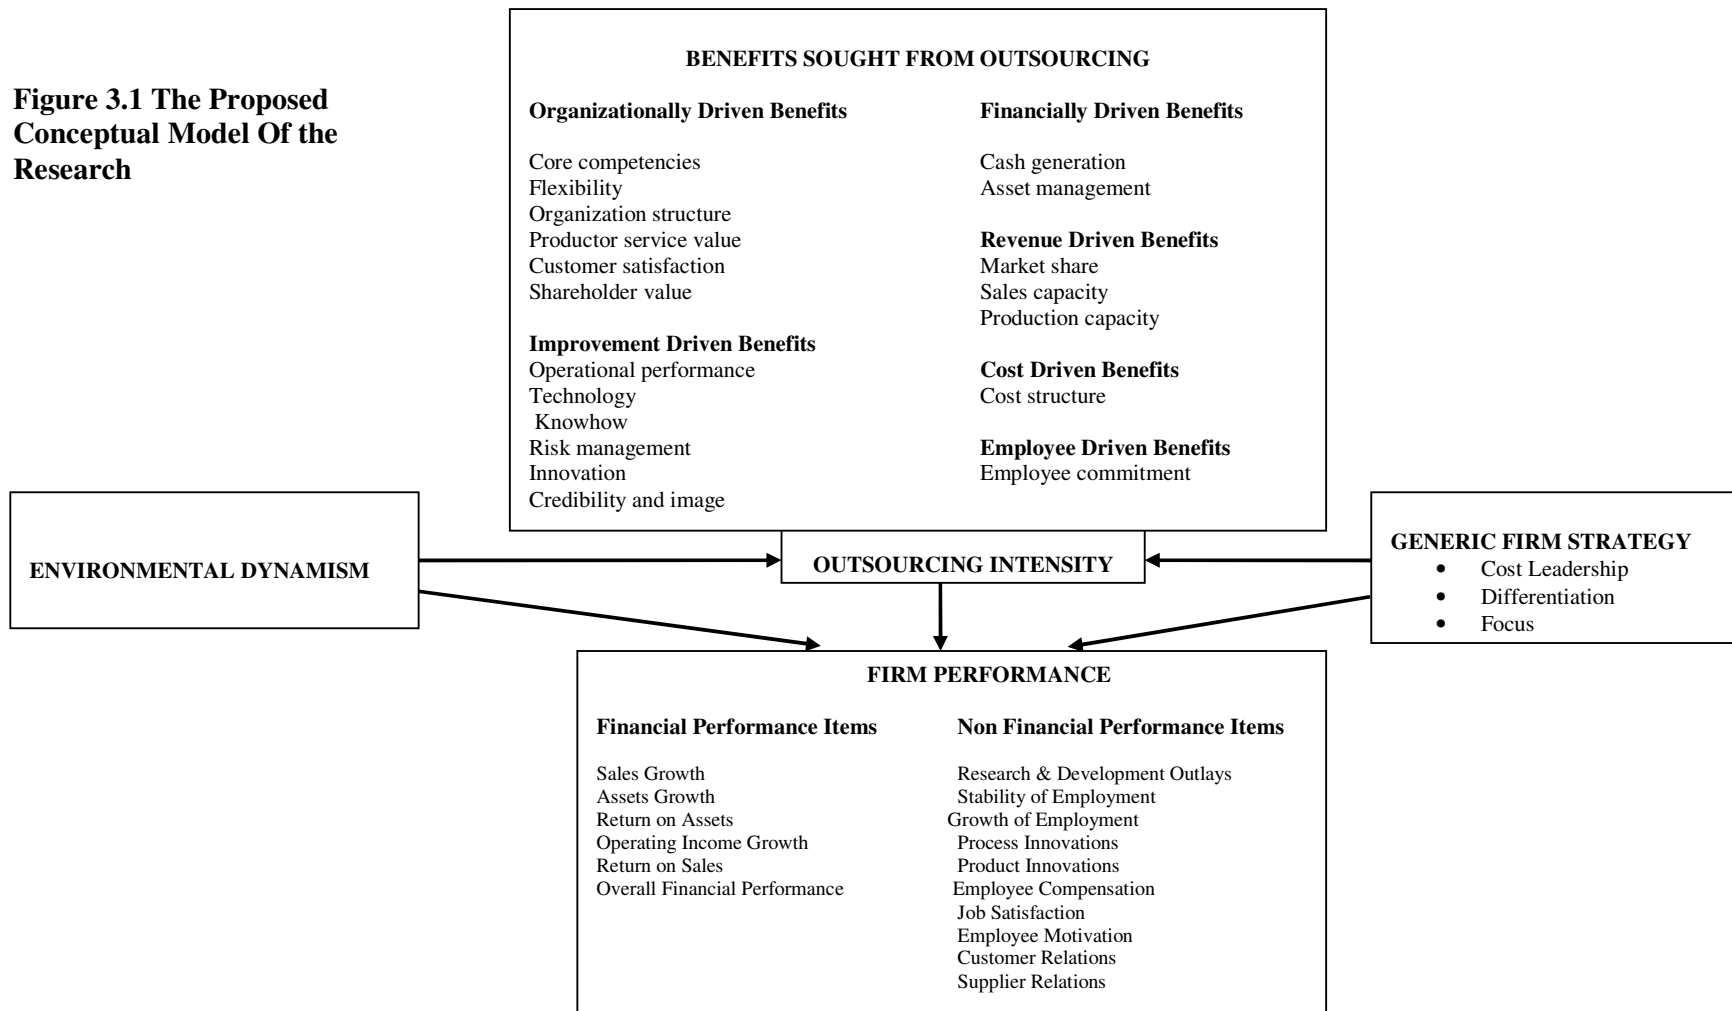 Figure 3.1 The Proposed
Conceptual Model Of the
Research
BENEFITS SOUGHT FROM OUTSOURCING
Organizationally Driven Benefits
Core competencies
Flexibility
Organization structure
Productor service value
Customer satisfaction
Shareholder value
Improvement Driven Benefits
Operational performance
Technology
Knowhow
Risk management
Innovation
Credibility and image
Financially Driven Benefits
Cash generation
Asset management
Revenue Driven Benefits
Market share
Sales capacity
Production capacity
Cost Driven Benefits
Cost structure
Employee Driven Benefits
Employee commitment
ENVIRONMENTAL DYNAMISM
OUTSOURCING INTENSITY
GENERIC FIRM STRATEGY
• Cost Leadership
• Differentiation
• Focus
FIRM PERFORMANCE
Financial Performance Items
Sales Growth
Assets Growth
Return on Assets
Operating Income Growth
Return on Sales
Overall Financial Performance
Non Financial Performance Items
Research & Development Outlays
Stability of Employment
Growth of Employment
Process Innovations
Product Innovations
Employee Compensation
Job Satisfaction
Employee Motivation
Customer Relations
Supplier Relations